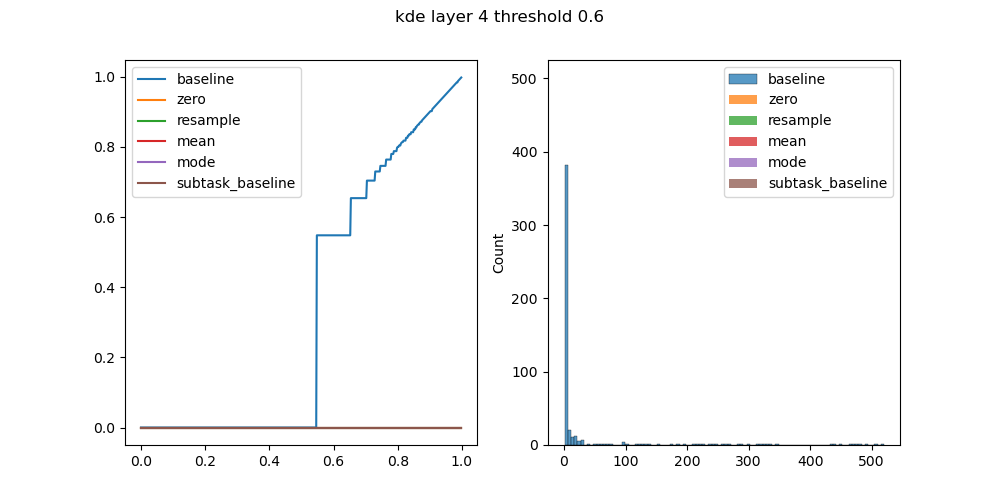 kde layer 4 threshold 0.6
1.0
0.8
0.6
0.4
0.2
0.0
0.0 0.2 0.4 0.6 0.8 1.0
baseline
zero
resample
mean
mode
subtask_baseline
Count
500
400
300
200
100
0
0 100 200 300 400 500
baseline
zero
resample
mean
mode
subtask_baseline